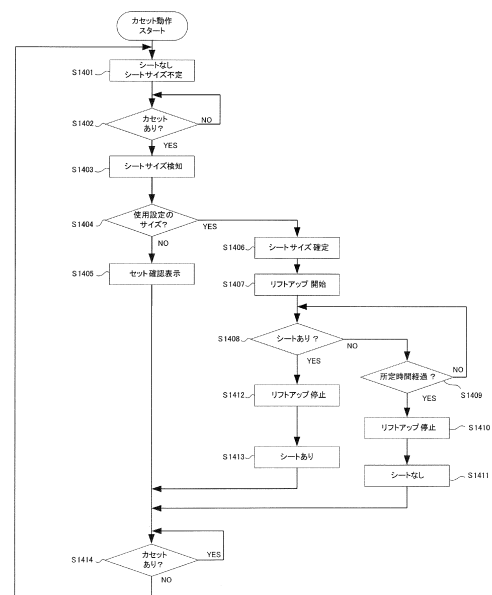 カセット動作
スタート
S1401
シートなし
シートサイズ不定
S1402
カセット
あり?
NO
YES
S1403
シートサイズ検知
S1404
使用設定の
サイズ?
YES
NO
S1405
セット確認表示
S1406
シートサイズ確定
S1407
リフトアップ開始
S1408
シートあり?
NO
YES
所定時間経過?
NO
S1409
YES
S1412
リフトアップ停止
リフトアップ停止
S1410
S1413
シートあり
シートなし
S1411
S1414
カセット
あり?
YES
NO